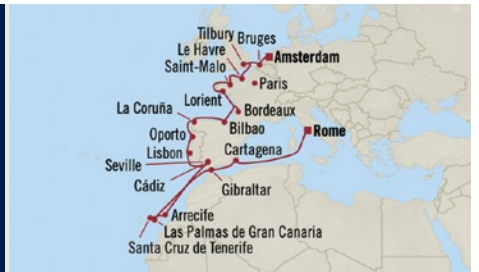 Tilbury Bruges
Le Havre
Amsterdam
Saint-Malo
Paris
Lorient
La Coruña
Bordeaux
Bilbao
Oporto
Rome
Lisbon
Cartagena
Seville
Cádiz
Gibraltar
Arrecife
Las Palmas de Gran Canaria
Santa Cruz de Tenerife